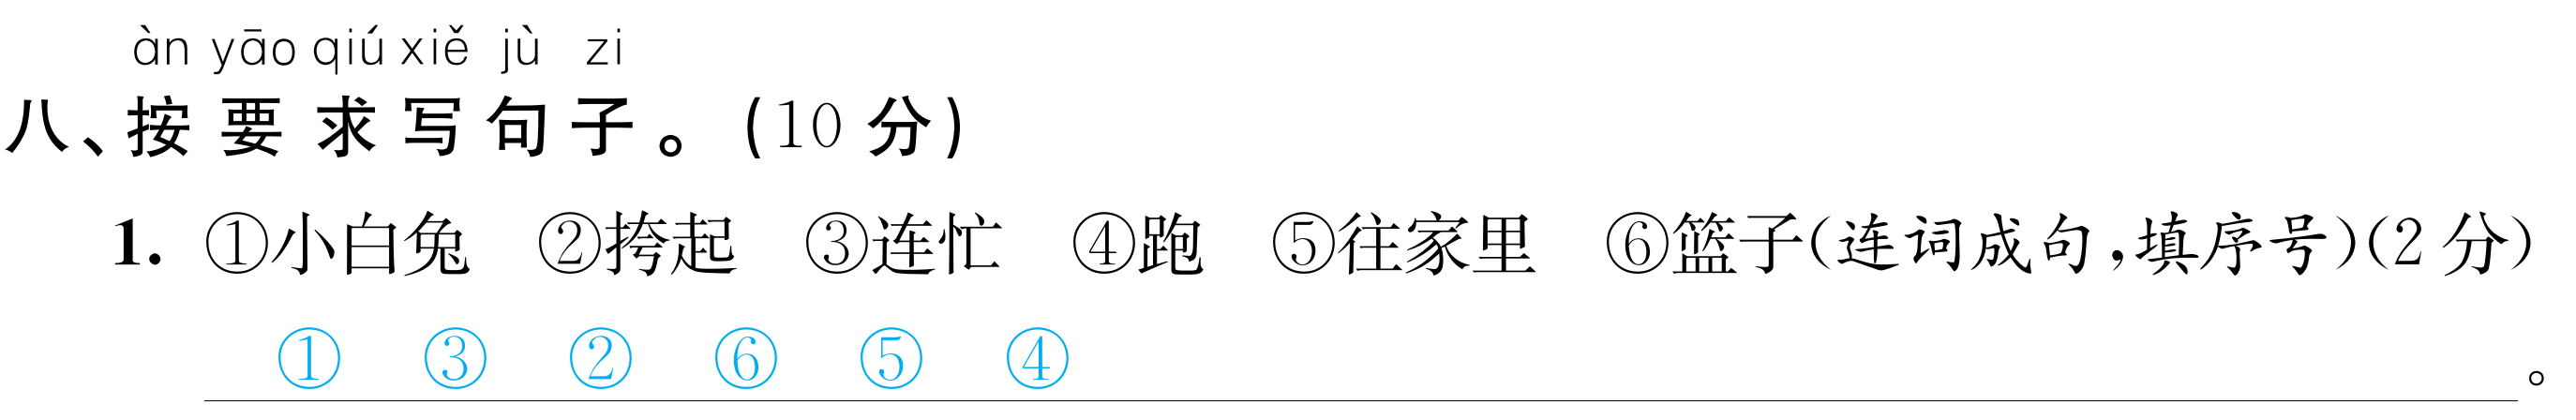 àn yāo qiú xiě jù zi
八、按要求写句子。(10 分)
1. ①小白兔 ②挎起 ③连忙 ④跑 ⑤往家里 ⑥篮子(连词成句,填序号)(2 分)
① ③ ② ⑥ ⑤ ④ 。